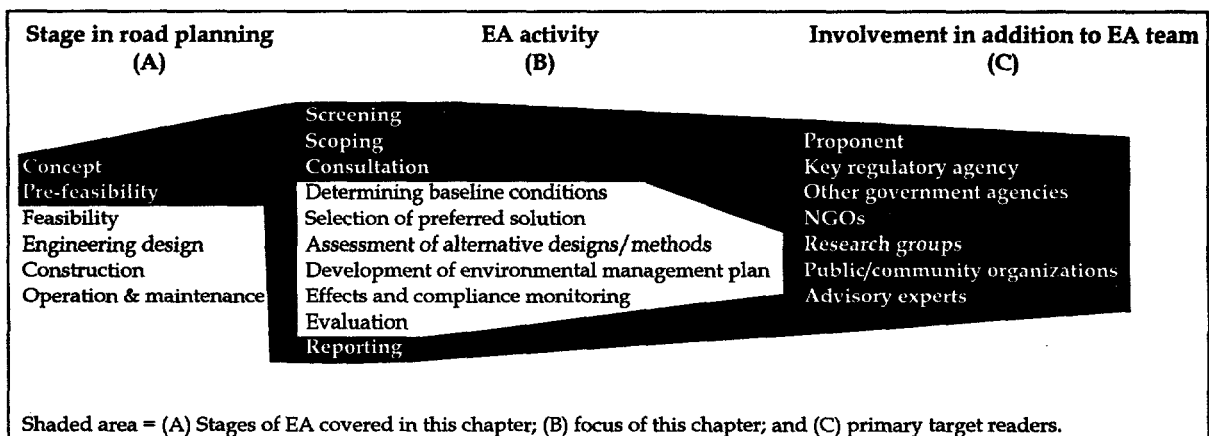 Stage in road planning
(A)
EA activity
(B)
Involvement in addition to EA team
(C)
Concept
Pre-feasibility
Feasibility
Engineering design
Construction
Operation & maintenance
Screening
Scoping
Consultation
Determining baseline conditions
Selection of preferred solution
Assessment of alternative designs/methods
Development of environmental management plan
Effects and compliance monitoring
Evaluation
Reporting
Proponent
Key regulatory agency
Other government agencies
NGOs
Research groups
Public/community organizations
Advisory experts
Shaded area = (A) Stages of EA covered in this chapter; (B) focus of this chapter; and (C) primary target readers.